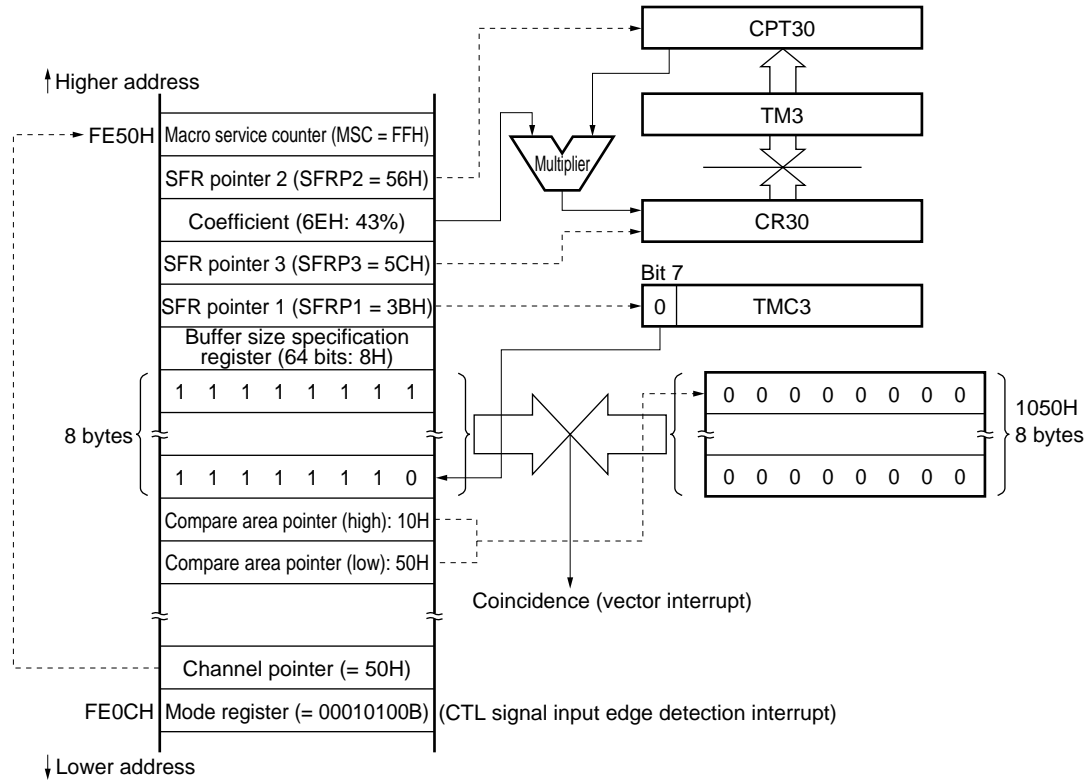 ↑ Higher address
FE50H
Macro service counter (MSC = FFH)
SFR pointer 2 (SFRP2 = 56H)
Coefficient (6EH: 43%)
SFR pointer 3 (SFRP3 = 5CH)
SFR pointer 1 (SFRP1 = 3BH)
Buffer size specification
register (64 bits: 8H)
8 bytes
1 1 1 1 1 1 1 1
1 1 1 1 1 1 1 0
Compare area pointer (high): 10H
Compare area pointer (low): 50H
Channel pointer (= 50H)
FE0CH
Mode register (= 00010100B)
(CTL signal input edge detection interrupt)
↓ Lower address
CPT30
TM3
Multiplier
CR30
Bit 7
0
TMC3
0 0 0 0 0 0 0 0
0 0 0 0 0 0 0 0
1050H
8 bytes
Coincidence (vector interrupt)